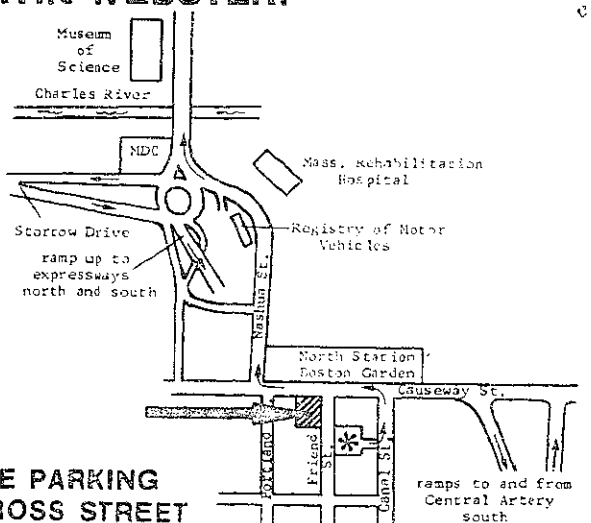 Museum
of
Science
Charles River
MDC
Mass. Rehabilitation
Hospital
Storrow Drive
Registry of Motor
Vehicles
ramp up to
expressways
north and south
Nashua St.
North Station
Boston Garden
Causeway St.
Portland
Friend
St.
Canal St.
ramps to and from
Central Artery
south
E PARKING
ROSS STREET